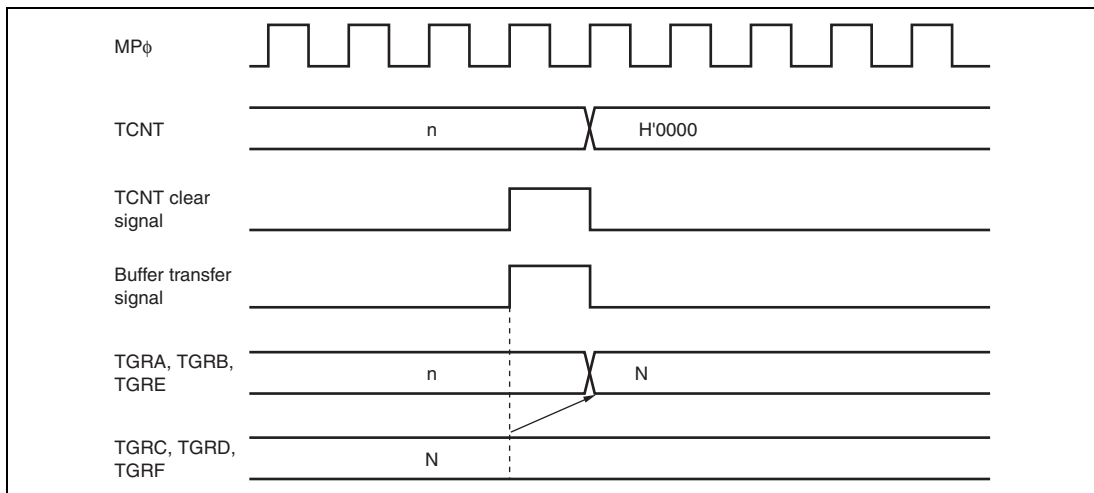 MPφ
TCNT
n
H'0000
TCNT clear
signal
Buffer transfer
signal
TGRA, TGRB,
TGRE
n
N
TGRC, TGRD,
TGRF
N